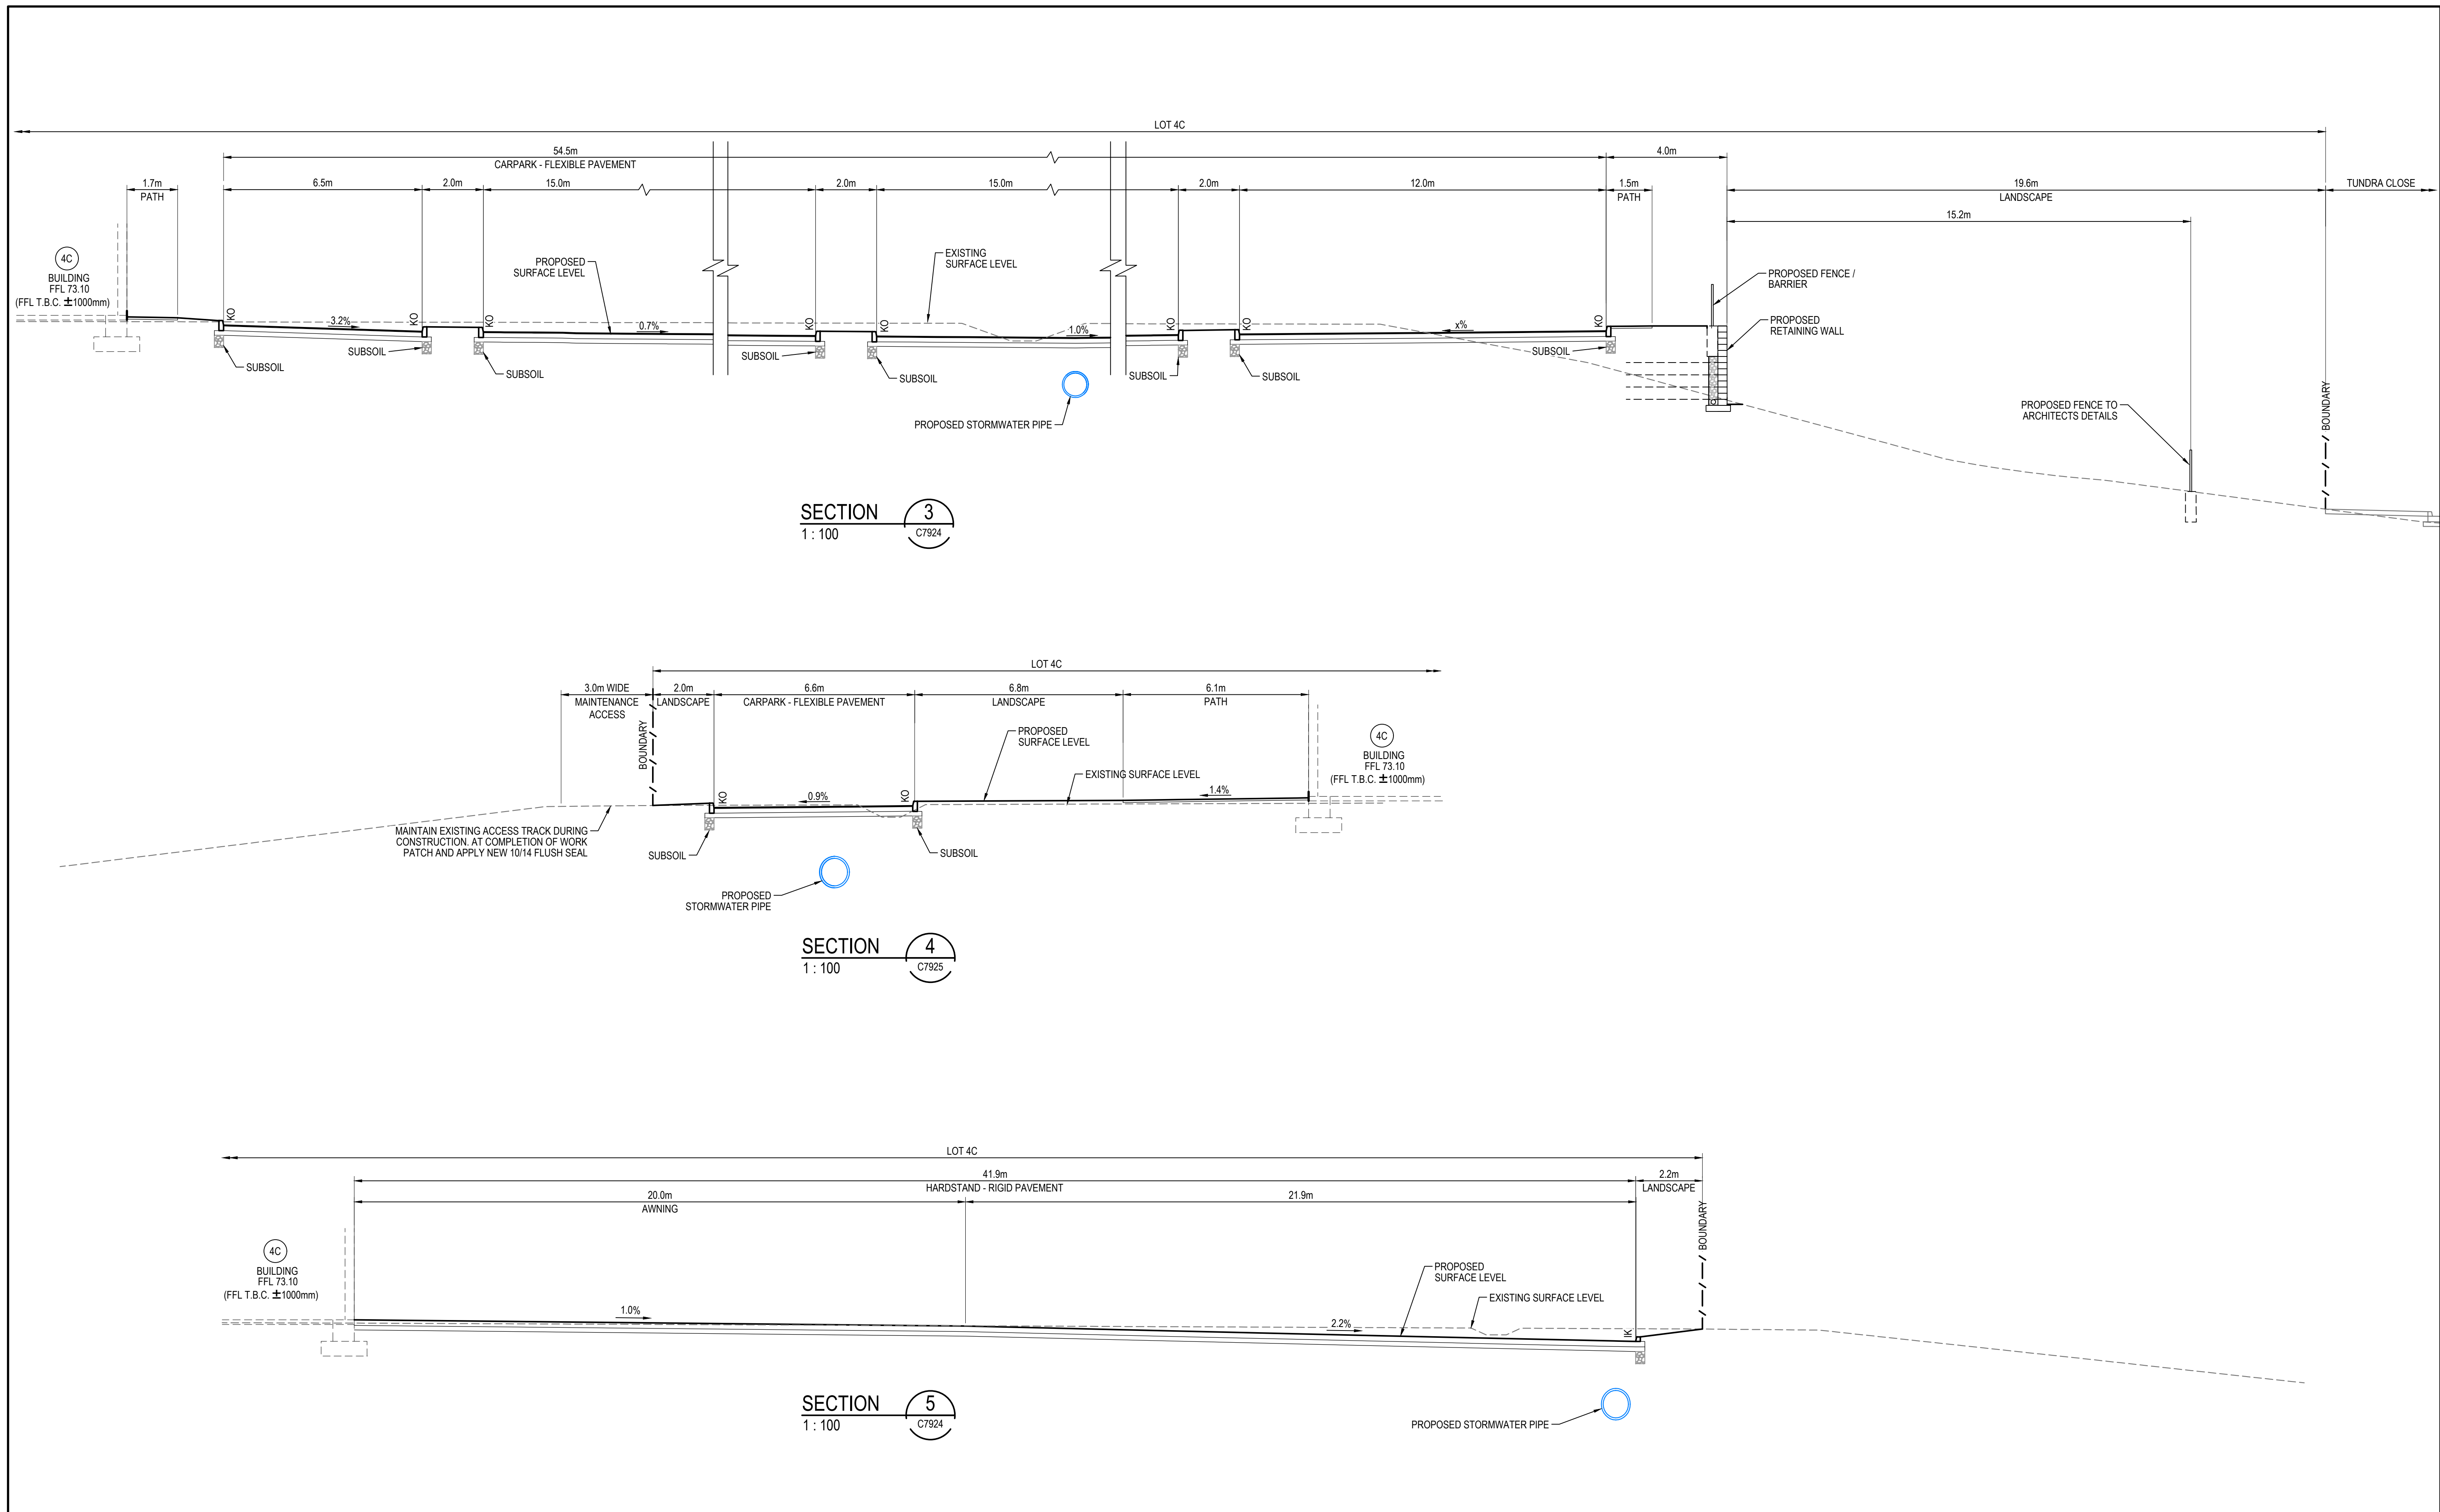 LOT 4C
54.5m
CARPARK - FLEXIBLE PAVEMENT
4.0m
1.7m
PATH
6.5m
2.0m
15.0m
2.0m
15.0m
2.0m
12.0m
1.5m
PATH
19.6m
LANDSCAPE
TUNDRA CLOSE
15.2m
4C
BUILDING
FFL 73.10
(FFL T.B.C. ±1000mm)
PROPOSED
SURFACE LEVEL
EXISTING
SURFACE LEVEL
PROPOSED FENCE /
BARRIER
PROPOSED
RETAINING WALL
KO
3.2%
KO
KO
0.7%
KO
KO
1.0%
KO
KO
x%
KO
SUBSOIL
SUBSOIL
SUBSOIL
SUBSOIL
SUBSOIL
SUBSOIL
SUBSOIL
SUBSOIL
PROPOSED STORMWATER PIPE
PROPOSED FENCE TO
ARCHITECTS DETAILS
BOUNDARY
SECTION
3
1 : 100
C7924
LOT 4C
3.0m WIDE
MAINTENANCE
ACCESS
2.0m
LANDSCAPE
6.6m
CARPARK - FLEXIBLE PAVEMENT
6.8m
LANDSCAPE
6.1m
PATH
BOUNDARY
PROPOSED
SURFACE LEVEL
EXISTING SURFACE LEVEL
4C
BUILDING
FFL 73.10
(FFL T.B.C. ±1000mm)
KO
0.9%
KO
1.4%
MAINTAIN EXISTING ACCESS TRACK DURING
CONSTRUCTION. AT COMPLETION OF WORK
PATCH AND APPLY NEW 10/14 FLUSH SEAL
SUBSOIL
SUBSOIL
PROPOSED
STORMWATER PIPE
SECTION
4
1 : 100
C7925
LOT 4C
41.9m
HARDSTAND - RIGID PAVEMENT
2.2m
LANDSCAPE
20.0m
AWNING
21.9m
BOUNDARY
4C
BUILDING
FFL 73.10
(FFL T.B.C. ±1000mm)
PROPOSED
SURFACE LEVEL
EXISTING SURFACE LEVEL
1.0%
2.2%
IK
SECTION
5
1 : 100
C7924
PROPOSED STORMWATER PIPE